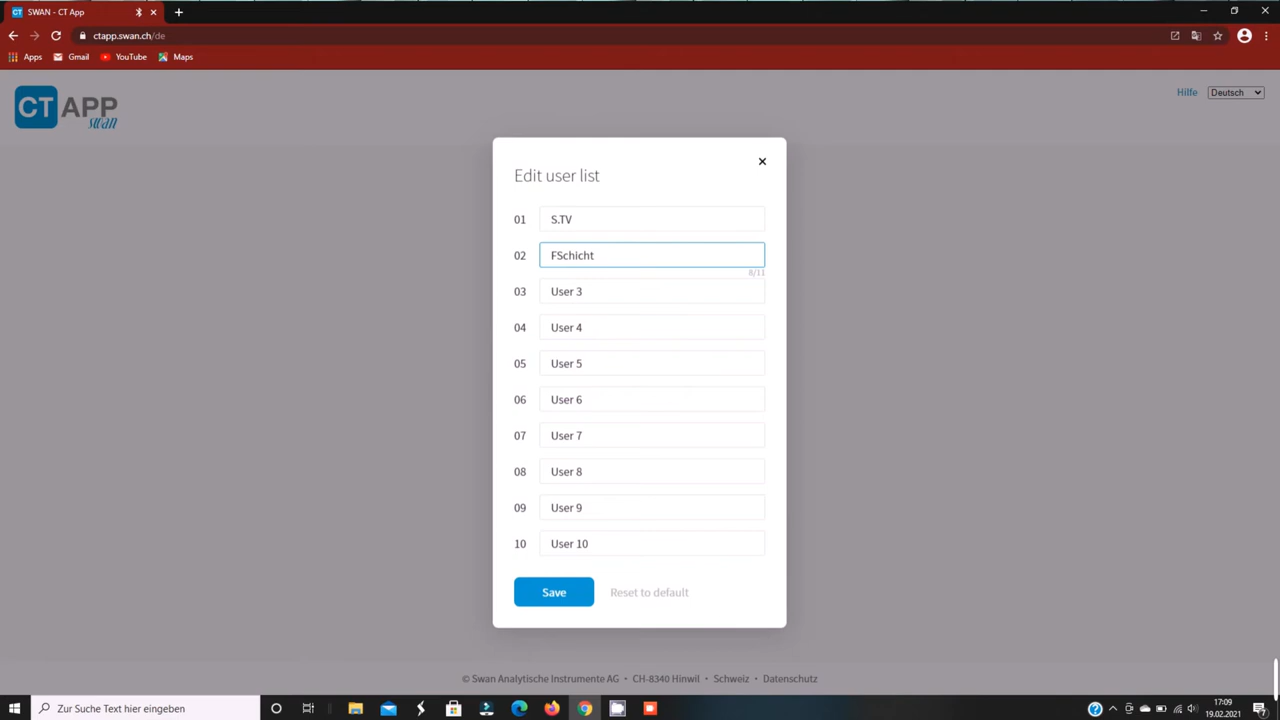 SWAN - CT App
ctapp.swan.ch/de
Apps Gmail YouTube Maps
CT APP swan
Hilfe Deutsch
Edit user list
01 S.TV
02 FSchicht
8/11
03 User 3
04 User 4
05 User 5
06 User 6
07 User 7
08 User 8
09 User 9
10 User 10
Save Reset to default
© Swan Analytische Instrumente AG • CH-8340 Hinwil • Schweiz • Datenschutz
Zur Suche Text hier eingeben
17:09
19.02.2021
7